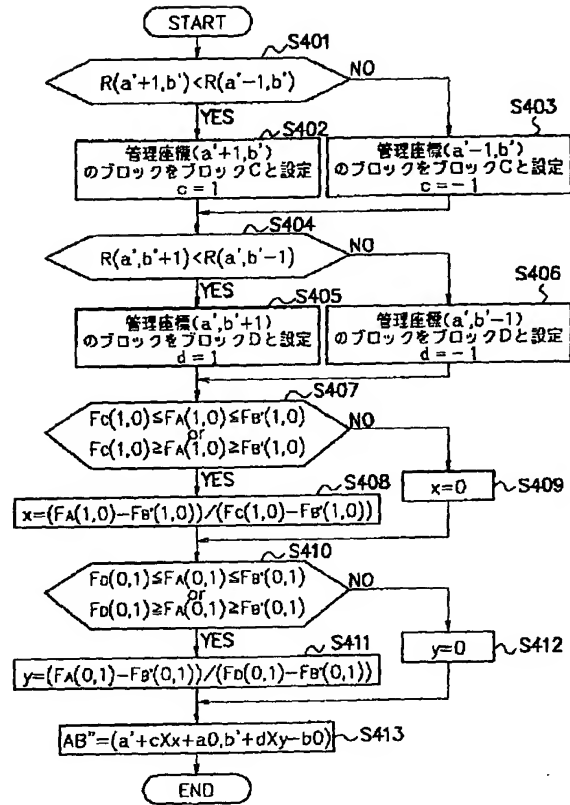 START
S401
R(a'+1,b')<R(a'-1,b')
NO
YES
S402
管理座標(a'+1,b')
のブロックをブロックCと設定
c=1
S403
管理座標(a'-1,b')
のブロックをブロックCと設定
c=-1
S404
R(a',b'+1)<R(a',b'-1)
NO
YES
S405
管理座標(a',b'+1)
のブロックをブロックDと設定
d=1
S406
管理座標(a',b'-1)
のブロックをブロックDと設定
d=-1
S407
FC(1,0)≤FA(1,0)≤FB'(1,0)
or
FC(1,0)≥FA(1,0)≥FB'(1,0)
NO
YES
S408
x=(FA(1,0)-FB'(1,0))/(FC(1,0)-FB'(1,0))
x=0
S409
S410
FD(0,1)≤FA(0,1)≤FB'(0,1)
or
FD(0,1)≥FA(0,1)≥FB'(0,1)
NO
YES
S411
y=(FA(0,1)-FB'(0,1))/(FD(0,1)-FB'(0,1))
y=0
S412
AB"=(a'+cXx+a0,b'+dXy-b0)
S413
END